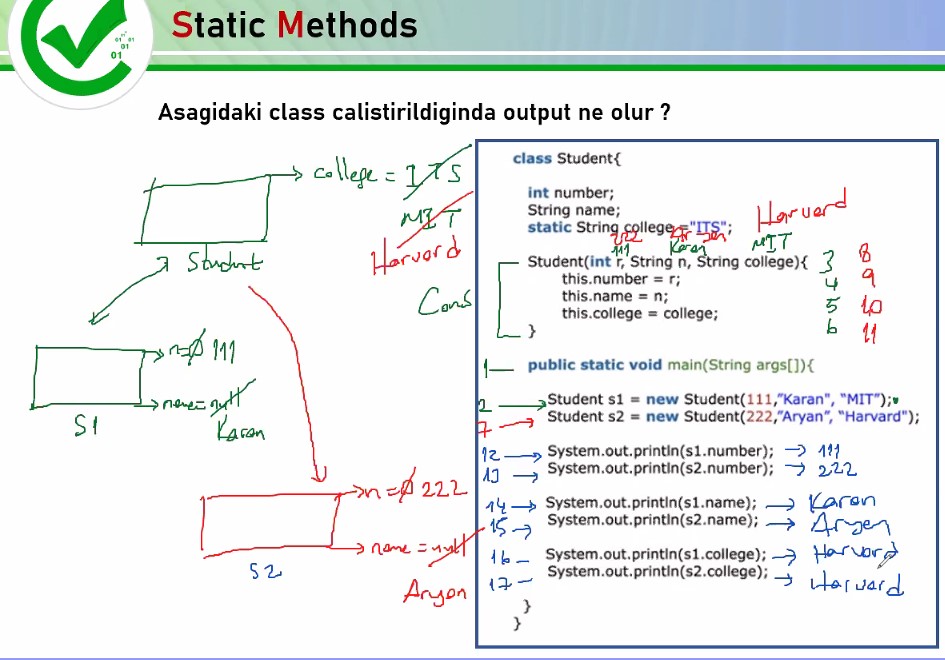 Static Methods
01 01
01
01
Asagidaki class calistirildiginda output ne olur ?
college = ITS
MIT
Harvard
Student
Cons
n=0 111
name=null
Karan
S1
n=0 222
name=null
Aryan
S2
class Student{
int number;
String name;
static String college ="ITS";
Harvard
222
111 Karan MIT
Student(int r, String n, String college){ 3 8
this.number = r; 4 9
this.name = n; 5 10
this.college = college; 6 11
}
1 public static void main(String args[]){
2 Student s1 = new Student(111,"Karan", "MIT");
7 Student s2 = new Student(222,"Aryan", "Harvard");
12 System.out.println(s1.number); 111
13 System.out.println(s2.number); 222
14 System.out.println(s1.name); Karan
15 System.out.println(s2.name); Aryen
16 System.out.println(s1.college); Harvard
17 System.out.println(s2.college); Harvard
}
}